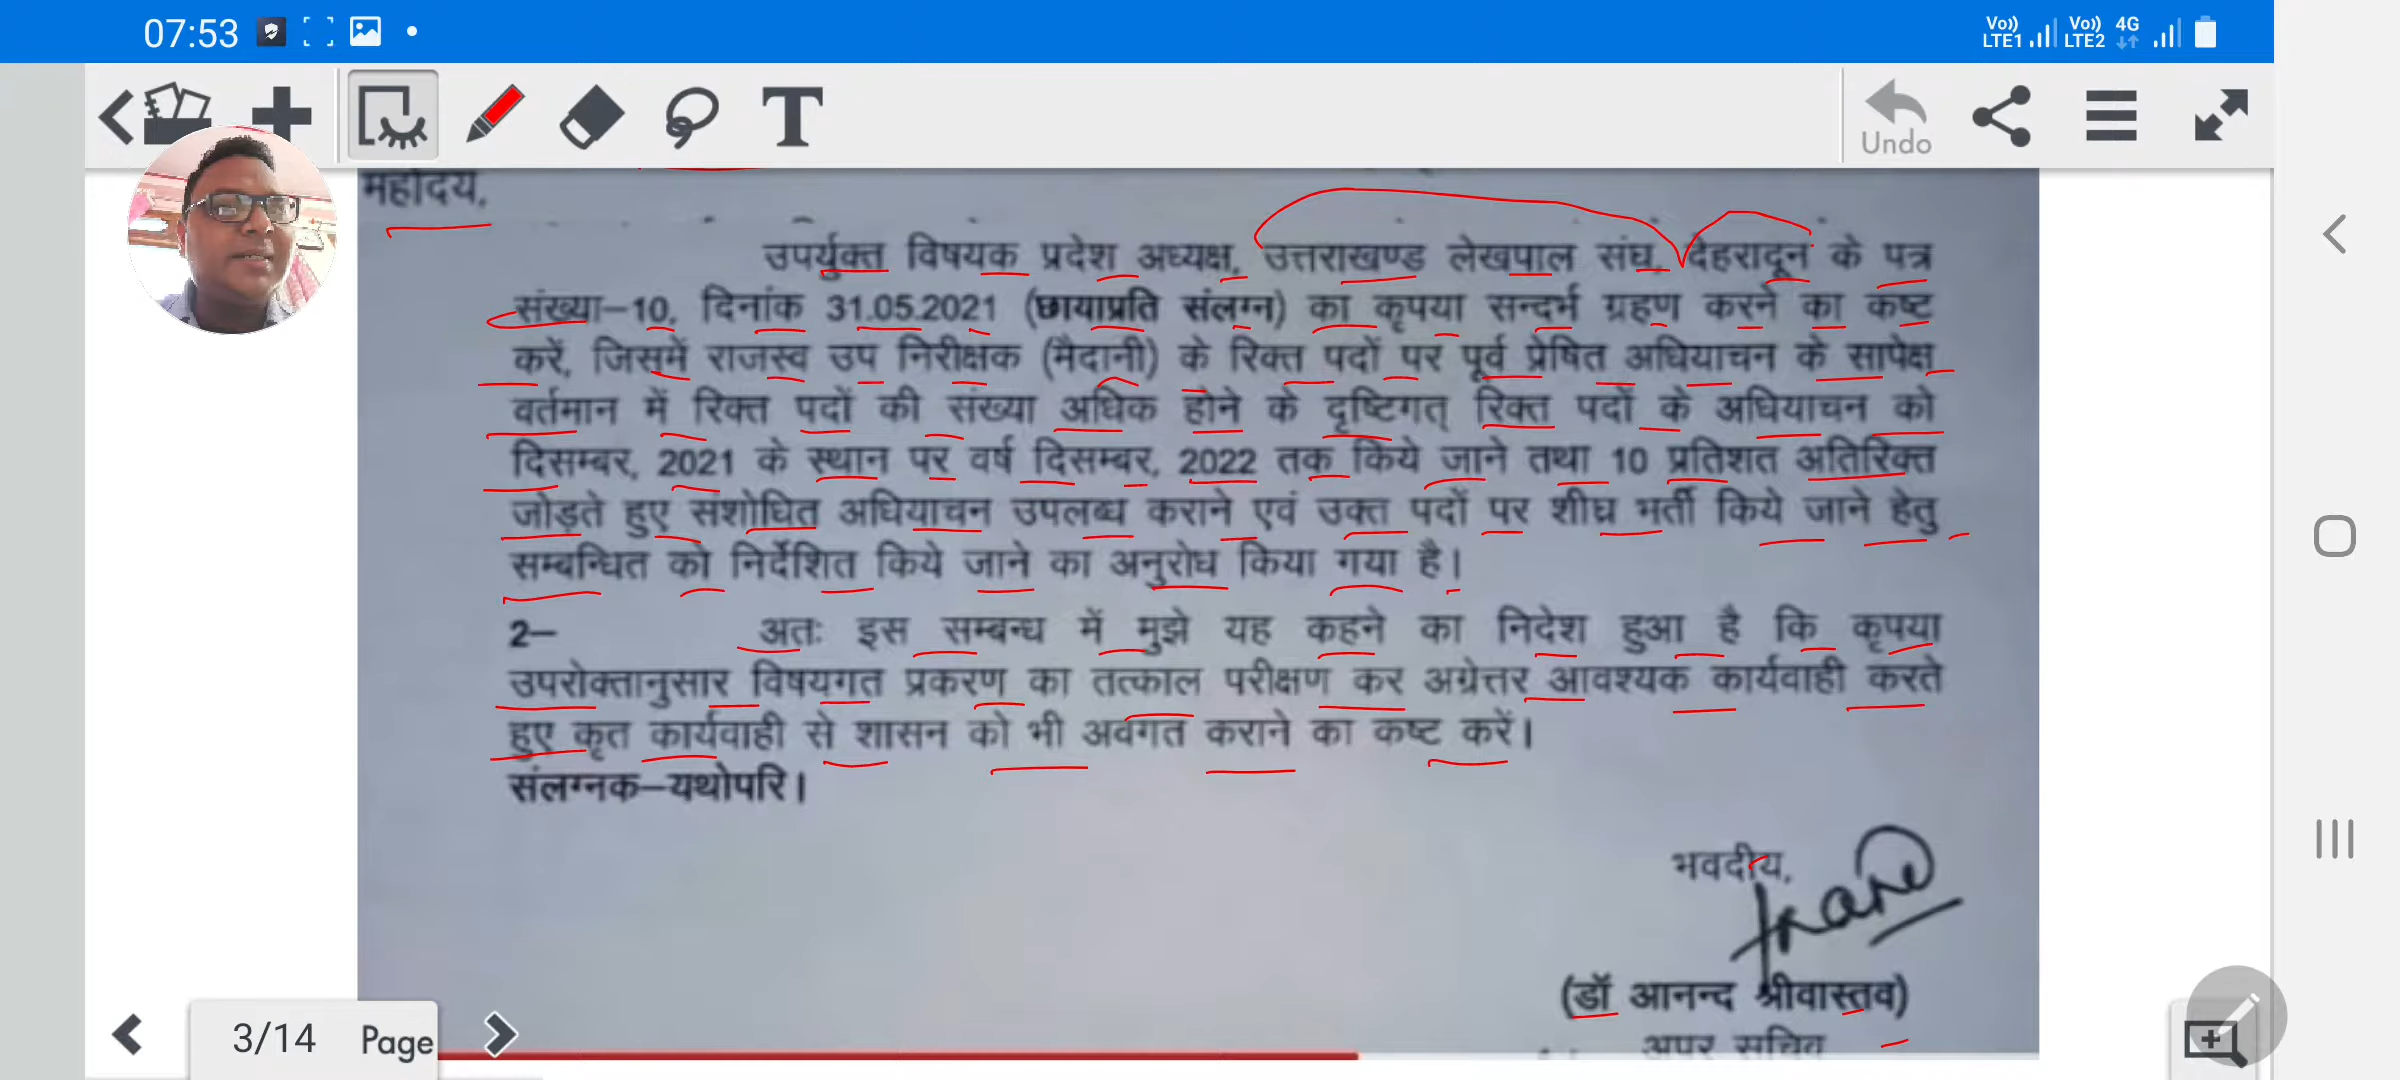 07:53
Vo)) LTE1 Vo)) LTE2 4G
T
Undo
महोदय,
उपर्युक्त विषयक प्रदेश अध्यक्ष, उत्तराखण्ड लेखपाल संघ, देहरादून के पत्र
संख्या–10, दिनांक 31.05.2021 (छायाप्रति संलग्न) का कृपया सन्दर्भ ग्रहण करने का कष्ट
करें, जिसमें राजस्व उप निरीक्षक (मैदानी) के रिक्त पदों पर पूर्व प्रेषित अधियाचन के सापेक्ष
वर्तमान में रिक्त पदों की संख्या अधिक होने के दृष्टिगत् रिक्त पदों के अधियाचन को
दिसम्बर, 2021 के स्थान पर वर्ष दिसम्बर, 2022 तक किये जाने तथा 10 प्रतिशत अतिरिक्त
जोड़ते हुए संशोधित अधियाचन उपलब्ध कराने एवं उक्त पदों पर शीघ्र भर्ती किये जाने हेतु
सम्बन्धित को निर्देशित किये जाने का अनुरोध किया गया है।
2– अतः इस सम्बन्ध में मुझे यह कहने का निदेश हुआ है कि कृपया
उपरोक्तानुसार विषयगत प्रकरण का तत्काल परीक्षण कर अग्रेत्तर आवश्यक कार्यवाही करते
हुए कृत कार्यवाही से शासन को भी अवगत कराने का कष्ट करें।
संलग्नक–यथोपरि।
भवदीय,
(डॉ आनन्द श्रीवास्तव)
अपर सचिव
3/14 Page